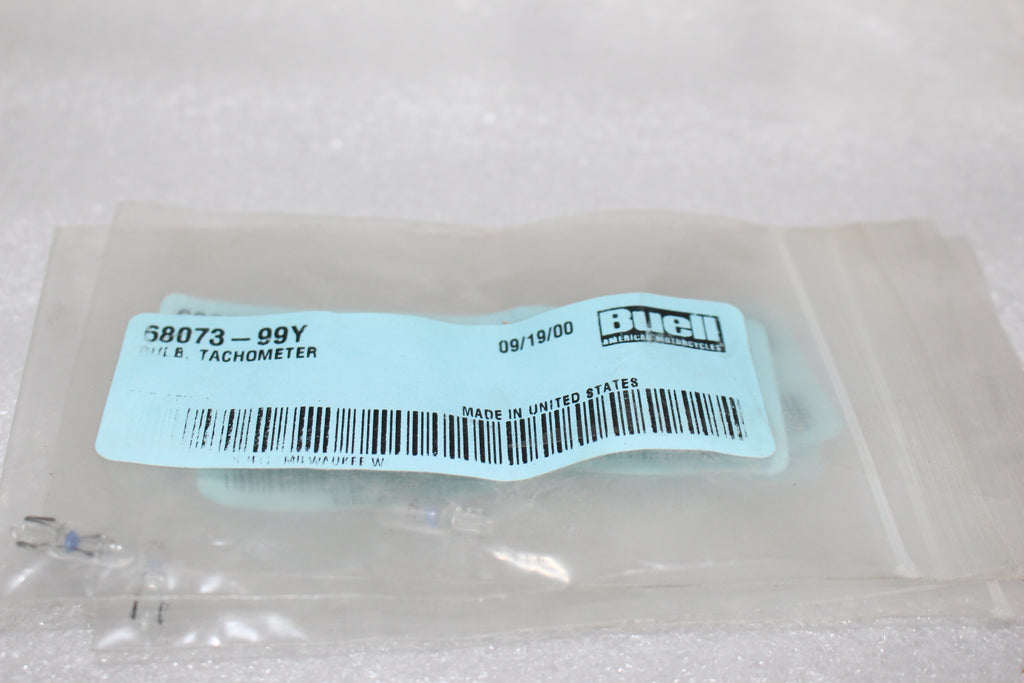 68073-99Y
BULB, TACHOMETER
09/19/00
Buell
AMERICAN MOTORCYCLES
MADE IN UNITED STATES
MILWAUKEE W